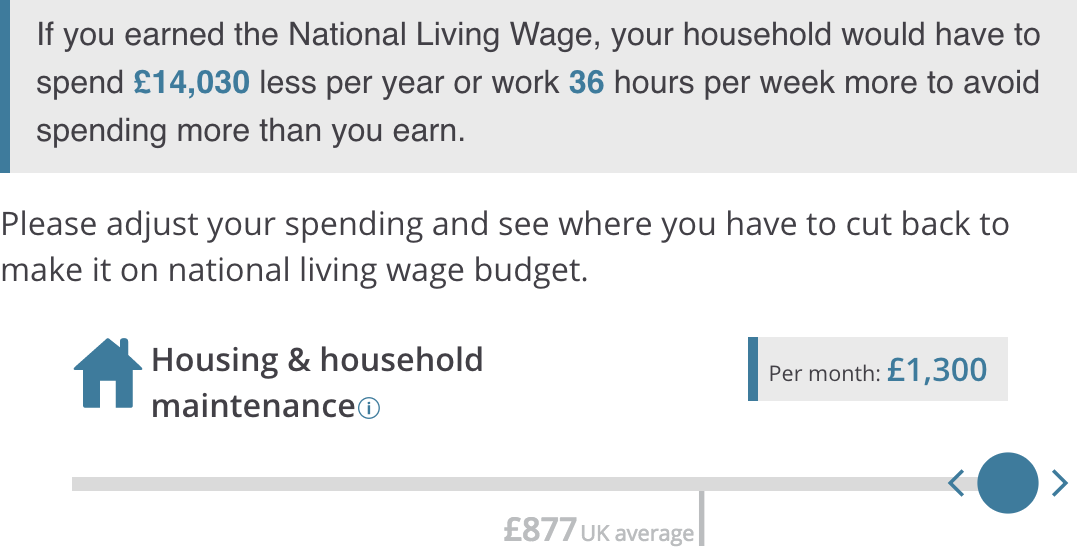 If you earned the National Living Wage, your household would have to
spend £14,030 less per year or work 36 hours per week more to avoid
spending more than you earn.
Please adjust your spending and see where you have to cut back to
make it on national living wage budget.
Housing & household
maintenance
Per month: £1,300
£877 UK average